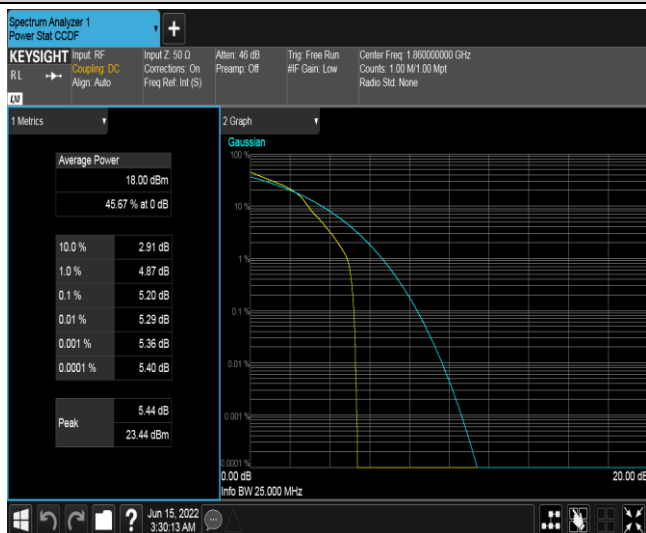 Spectrum Analyzer 1
Power Stat CCDF
KEYSIGHT
RL
LXI
Input: RF
Coupling: DC
Align: Auto
Input Z: 50 Ω
Corrections: On
Freq Ref: Int (S)
Atten: 46 dB
Preamp: Off
Trig: Free Run
#IF Gain: Low
Center Freq: 1.860000000 GHz
Counts: 1.00 M/1.00 Mpt
Radio Std: None
1 Metrics
Average Power
18.00 dBm
45.67 % at 0 dB
10.0 % 2.91 dB
1.0 % 4.87 dB
0.1 % 5.20 dB
0.01 % 5.29 dB
0.001 % 5.36 dB
0.0001 % 5.40 dB
Peak
5.44 dB
23.44 dBm
2 Graph
Gaussian
100 %
10 %
1 %
0.1 %
0.01 %
0.001 %
0.0001 %
0.00 dB
20.00 dB
Info BW 25.000 MHz
?
Jun 15, 2022
3:30:13 AM